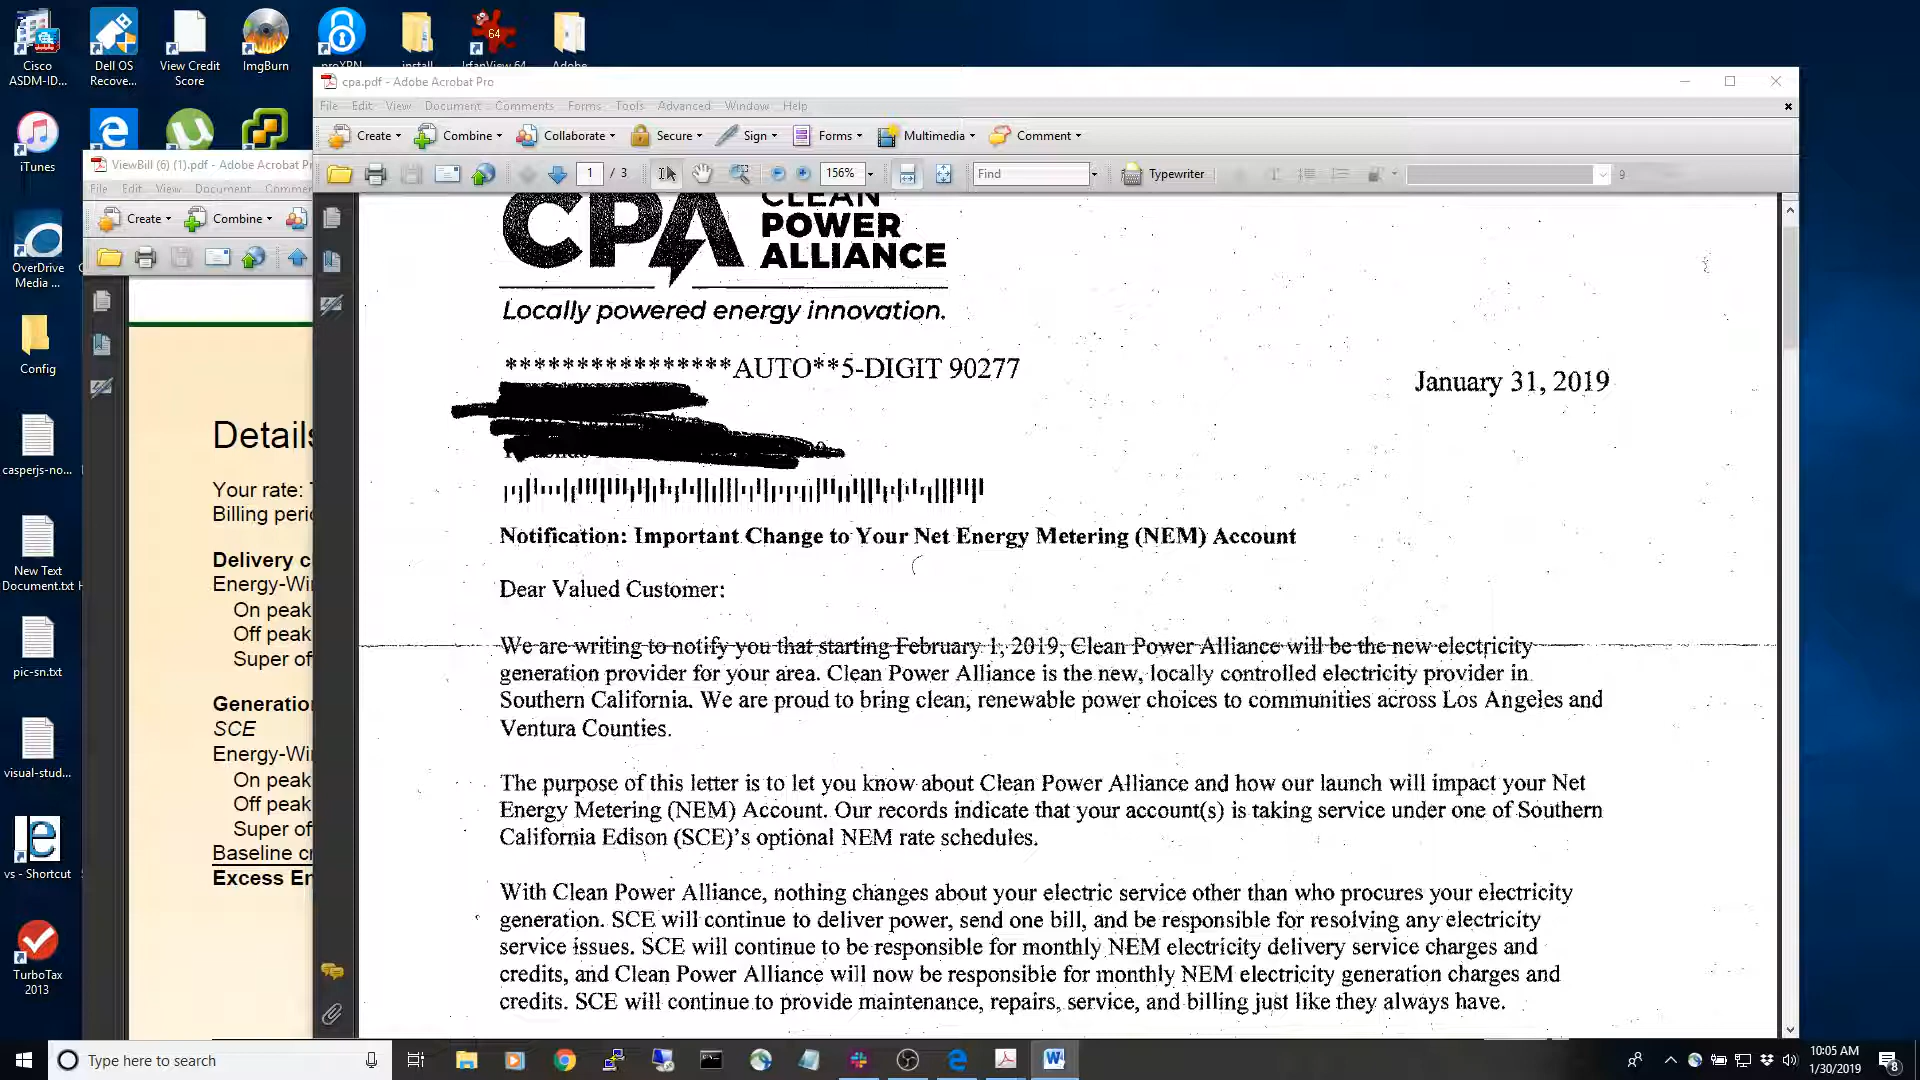 Cisco
ASDM-ID...
Dell OS
Recove...
View Credit
Score
ImgBurn
proXPN
install
64
IrfanView 64
Adobe
iTunes
OverDrive
Media ...
Config
casperjs-no...
New Text
Document.txt
pic-sn.txt
visual-stud...
vs - Shortcut
TurboTax
2013
ViewBill (6) (1).pdf - Adobe Acrobat Pr
File Edit View Document Comme
Create Combine
Details
Your rate:
Billing peri
Delivery c
Energy-Wi
On peak
Off peak
Super of
Generation
SCE
Energy-Wi
On peak
Off peak
Super of
Baseline cr
Excess En
cpa.pdf - Adobe Acrobat Pro
File Edit View Document Comments Forms Tools Advanced Window Help
Create Combine Collaborate Secure Sign Forms Multimedia Comment
1 / 3 156% Find Typewriter 9
CPA CLEAN
POWER
ALLIANCE
Locally powered energy innovation.
****************AUTO**5-DIGIT 90277
January 31, 2019
Notification: Important Change to Your Net Energy Metering (NEM) Account
Dear Valued Customer:
We are writing to notify you that starting February 1, 2019, Clean Power Alliance will be the new electricity
generation provider for your area. Clean Power Alliance is the new, locally controlled electricity provider in
Southern California. We are proud to bring clean, renewable power choices to communities across Los Angeles and
Ventura Counties.
The purpose of this letter is to let you know about Clean Power Alliance and how our launch will impact your Net
Energy Metering (NEM) Account. Our records indicate that your account(s) is taking service under one of Southern
California Edison (SCE)'s optional NEM rate schedules.
With Clean Power Alliance, nothing changes about your electric service other than who procures your electricity
generation. SCE will continue to deliver power, send one bill, and be responsible for resolving any electricity
service issues. SCE will continue to be responsible for monthly NEM electricity delivery service charges and
credits, and Clean Power Alliance will now be responsible for monthly NEM electricity generation charges and
credits. SCE will continue to provide maintenance, repairs, service, and billing just like they always have.
Type here to search
10:05 AM
1/30/2019
8